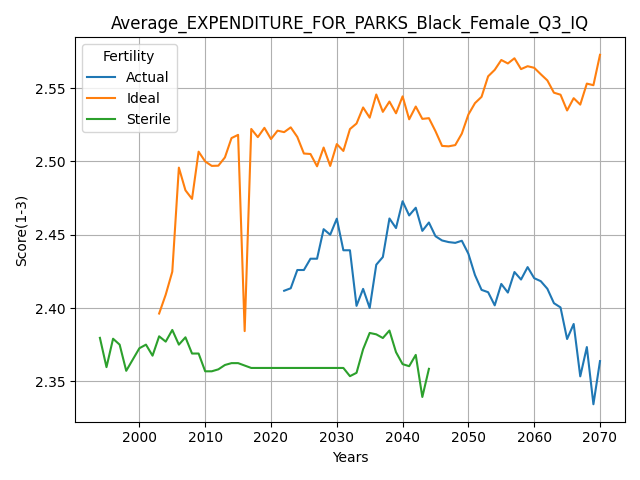 Average_EXPENDITURE_FOR_PARKS_Black_Female_Q3_IQ
Fertility
Actual
Ideal
Sterile
Score(1-3)
2.55
2.50
2.45
2.40
2.35
2000
2010
2020
2030
2040
2050
2060
2070
Years